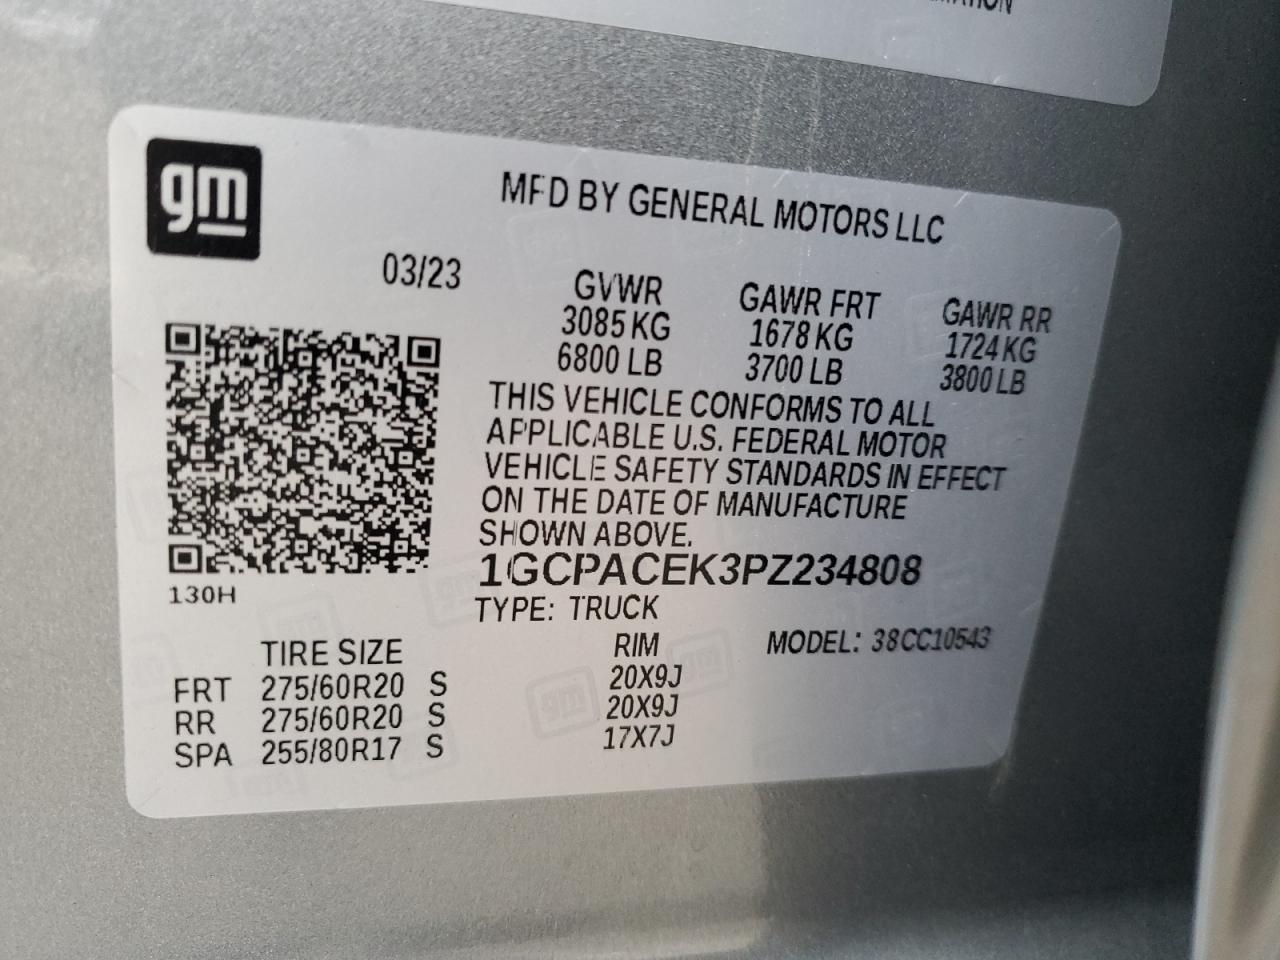 gm
MFD BY GENERAL MOTORS LLC
03/23
GVWR GAWR FRT GAWR RR
3085 KG 1678 KG 1724 KG
6800 LB 3700 LB 3800 LB
THIS VEHICLE CONFORMS TO ALL
APPLICABLE U.S. FEDERAL MOTOR
VEHICLE SAFETY STANDARDS IN EFFECT
ON THE DATE OF MANUFACTURE
SHOWN ABOVE.
1GCPACEK3PZ234808
130H
TYPE: TRUCK
TIRE SIZE RIM MODEL: 38CC10543
FRT 275/60R20 S 20X9J
RR 275/60R20 S 20X9J
SPA 255/80R17 S 17X7J